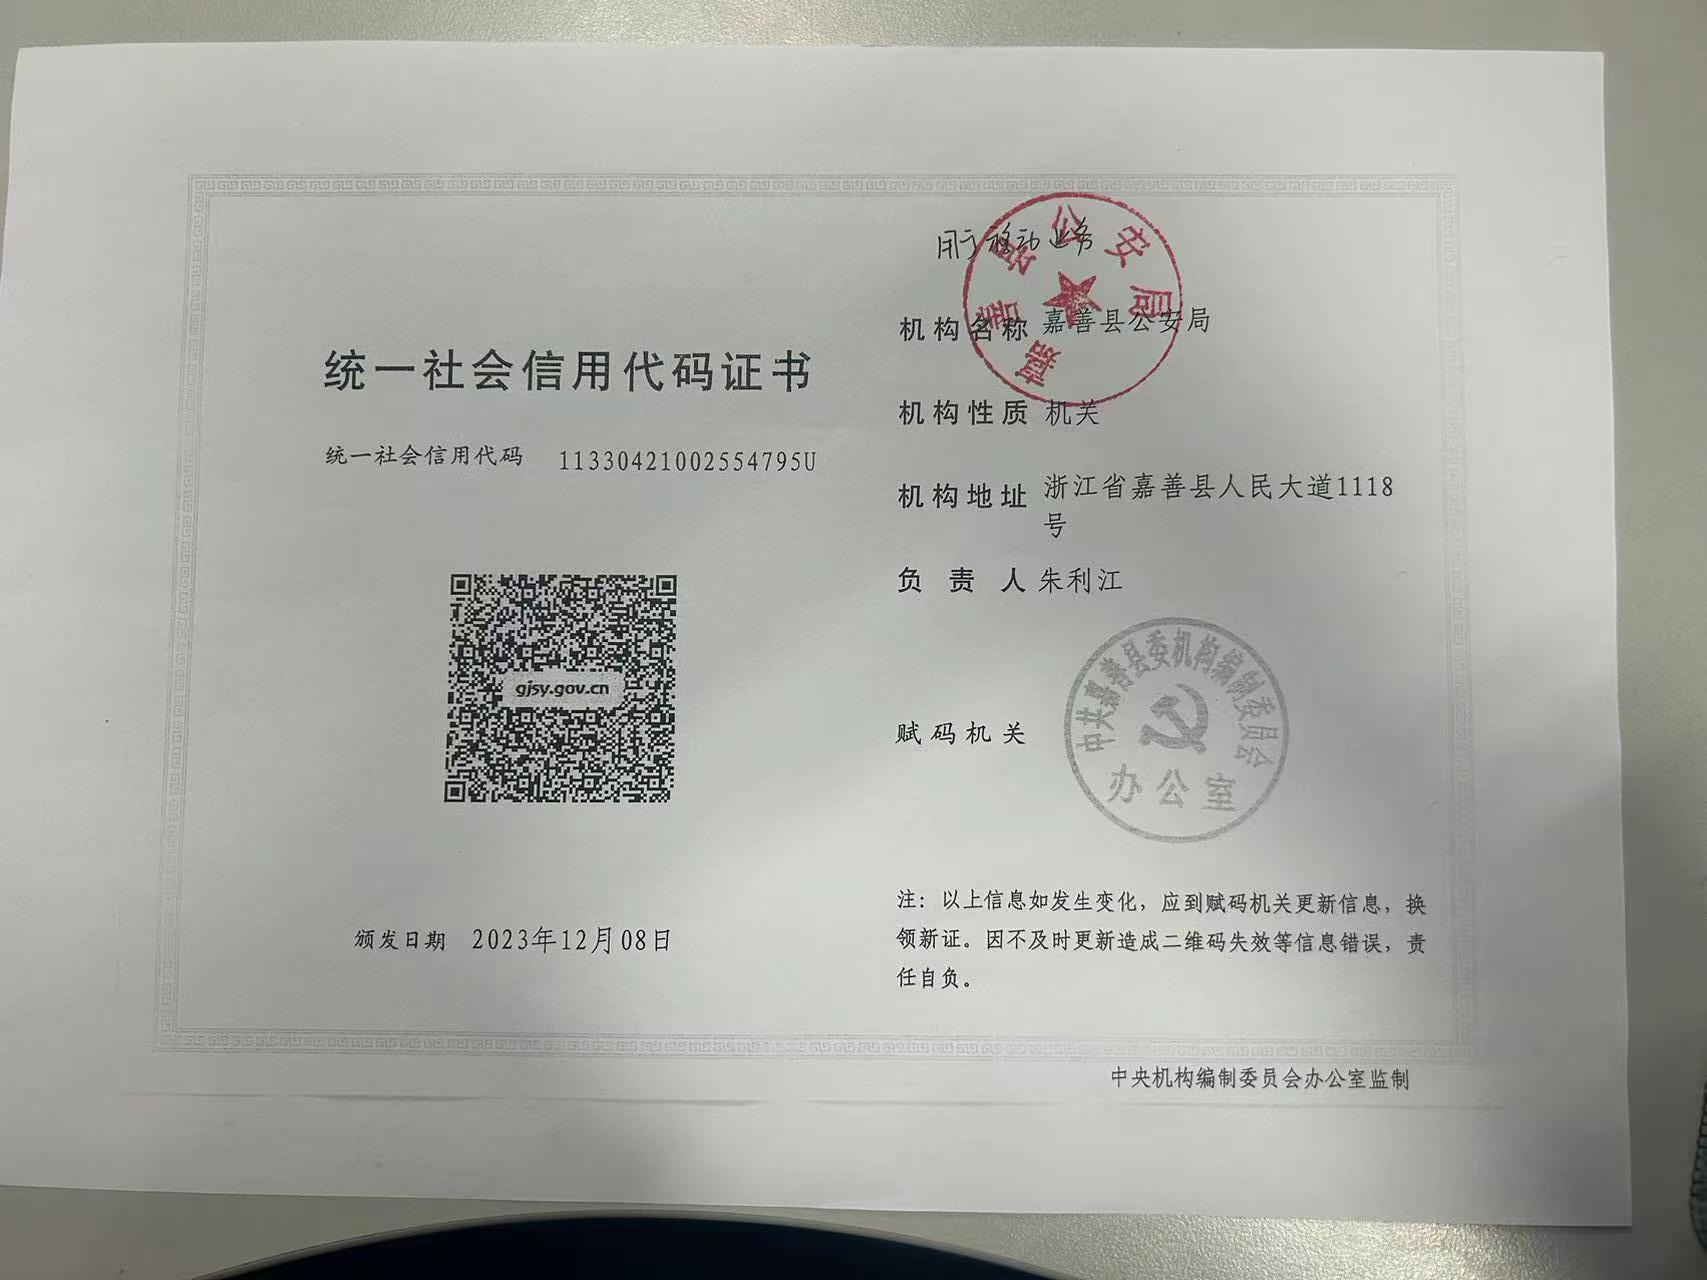 用于移动业务
嘉善县公安局
机构名称 嘉善县公安局
统一社会信用代码证书
机构性质 机关
统一社会信用代码 11330421002554795U
机构地址 浙江省嘉善县人民大道1118
号
负责人 朱利江
gjsy.gov.cn
赋码机关
中共嘉善县委机构编制委员会
办公室
注：以上信息如发生变化，应到赋码机关更新信息，换
领新证。因不及时更新造成二维码失效等信息错误，责
任自负。
颁发日期 2023年12月08日
中央机构编制委员会办公室监制